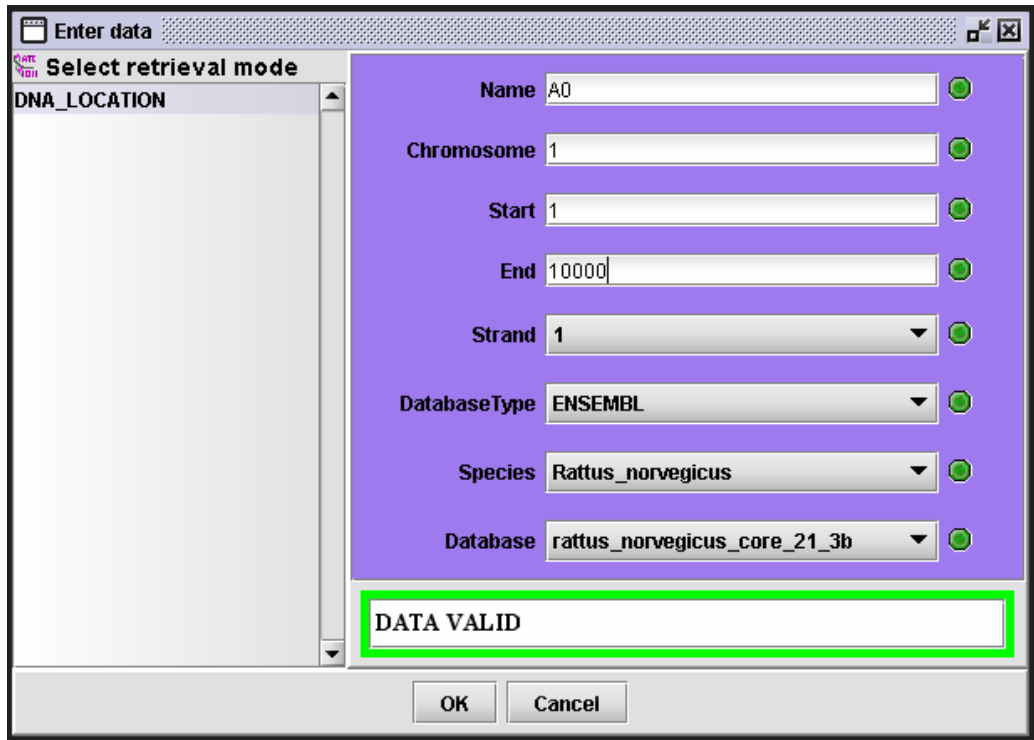 Enter data
Select retrieval mode
DNA_LOCATION
Name A0
Chromosome 1
Start 1
End 10000
Strand 1
DatabaseType ENSEMBL
Species Rattus_norvegicus
Database rattus_norvegicus_core_21_3b
DATA VALID
OK Cancel